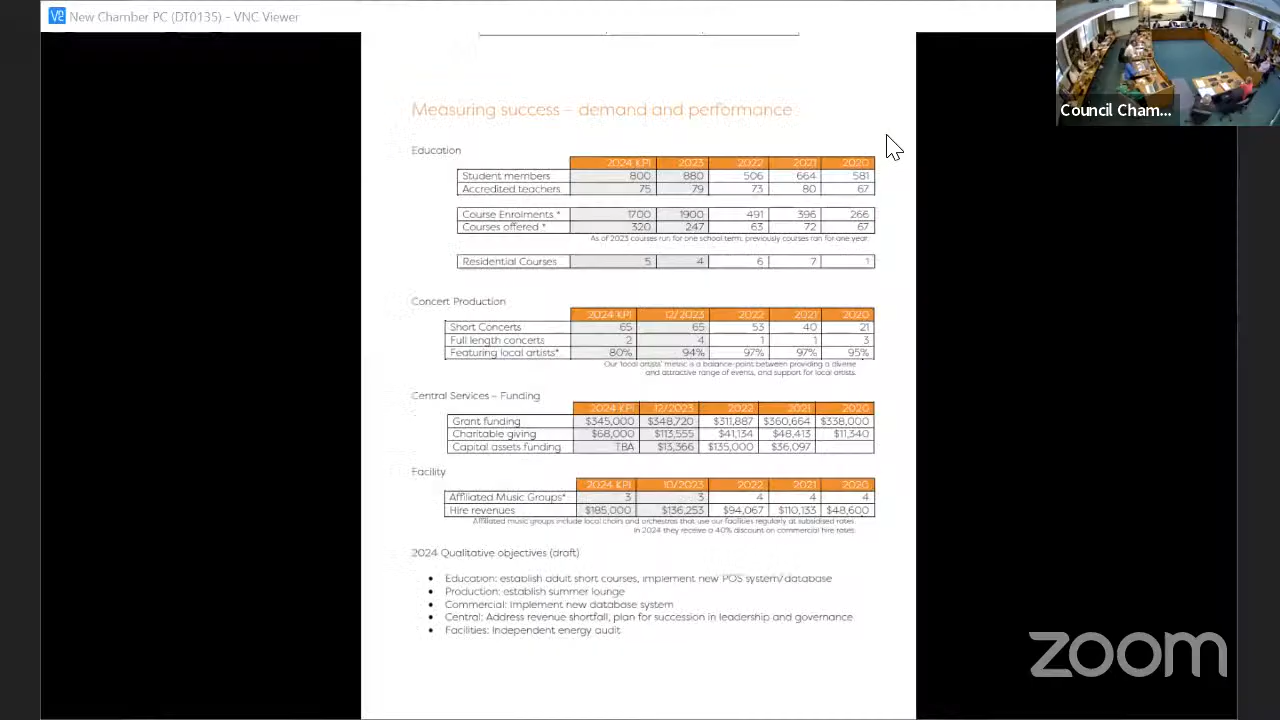 New Chamber PC (DT0135) - VNC Viewer
Council Cham...
Measuring success – demand and performance
Education
2024 KPI 2023 2022 2021 2020
Student members 800 880 506 664 581
Accredited teachers 75 79 73 80 67
Course Enrolments * 1700 1900 491 396 266
Courses offered * 320 247 63 72 67
As of 2023 courses run for one school term, previously courses ran for one year.
Residential Courses 5 4 6 7 1
Concert Production
2024 KPI 12/2023 2022 2021 2020
Short Concerts 65 65 53 40 21
Full length concerts 2 4 1 1 3
Featuring local artists* 80% 94% 97% 97% 95%
Our 'local artists' metric is a balance-point between providing a diverse
and attractive range of events, and support for local artists.
Central Services – Funding
2024 KPI 12/2023 2022 2021 2020
Grant funding $345,000 $348,720 $311,887 $360,664 $338,000
Charitable giving $68,000 $113,555 $41,134 $48,413 $11,340
Capital assets funding TBA $13,366 $135,000 $36,097
Facility
2024 KPI 10/2023 2022 2021 2020
Affiliated Music Groups* 3 3 4 4 4
Hire revenues $185,000 $136,253 $94,067 $110,133 $48,600
Affiliated music groups include local choirs and orchestras that use our facilities regularly at subsidised rates.
In 2024 they receive a 40% discount on commercial hire rates.
2024 Qualitative objectives (draft)
• Education: establish adult short courses, implement new POS system/database
• Production: establish summer lounge
• Commercial: Implement new database system
• Central: Address revenue shortfall, plan for succession in leadership and governance
• Facilities: Independent energy audit
zoom